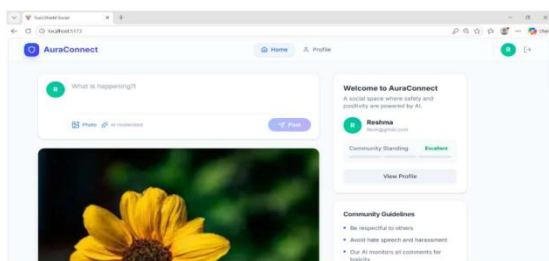 localhost:5173
AuraConnect
Home
Profile
R
R
What is happening?!
Photo
AI moderated
Post
Welcome to AuraConnect
A social space where safety and
positivity are powered by AI.
R
Reshma
Community Standing
Excellent
View Profile
Community Guidelines
Be respectful to others
Avoid hate speech and harassment
Our AI monitors all comments for
toxicity